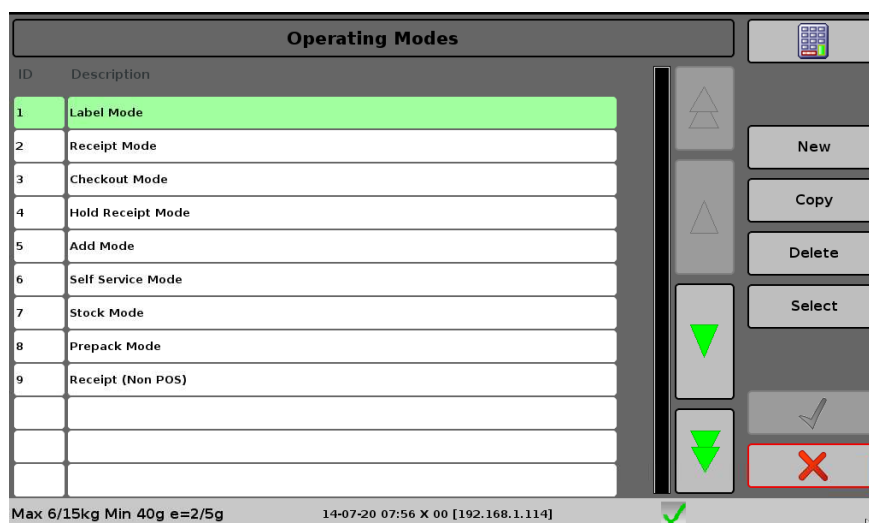 Operating Modes
ID Description
1 Label Mode
2 Receipt Mode
3 Checkout Mode
4 Hold Receipt Mode
5 Add Mode
6 Self Service Mode
7 Stock Mode
8 Prepack Mode
9 Receipt (Non POS)
New
Copy
Delete
Select
Max 6/15kg Min 40g e=2/5g 14-07-20 07:56 X 00 [192.168.1.114]